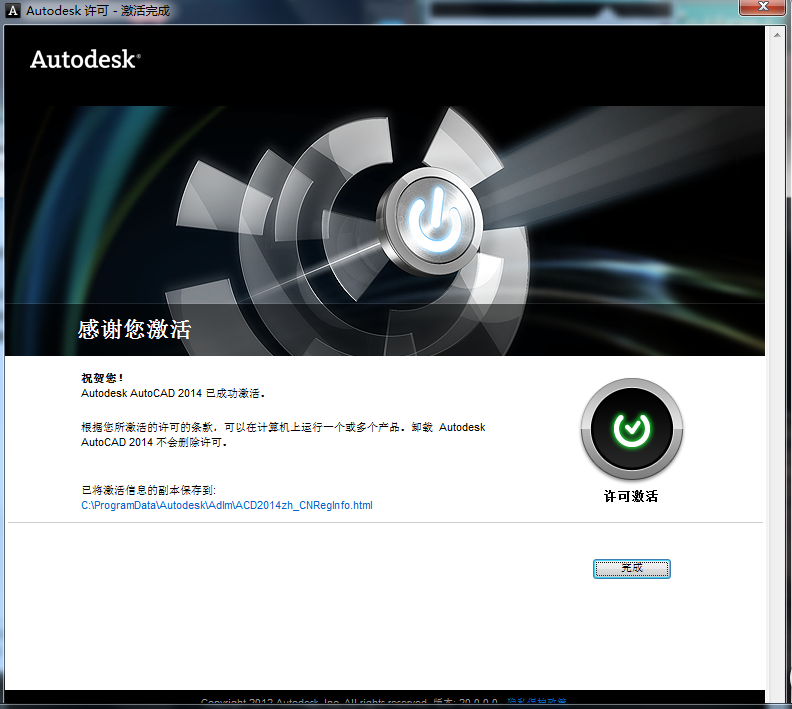 Autodesk 许可 - 激活完成
Autodesk®
感谢您激活
祝贺您！
Autodesk AutoCAD 2014 已成功激活。
根据您所激活的许可的条款，可以在计算机上运行一个或多个产品。卸载 Autodesk
AutoCAD 2014 不会删除许可。
已将激活信息的副本保存到:
C:\ProgramData\Autodesk\Adlm\ACD2014zh_CNRegInfo.html
许可激活
完成
Copyright 2012 Autodesk, Inc. All rights reserved. 版本: 20.0.0.0 - 隐私保护政策